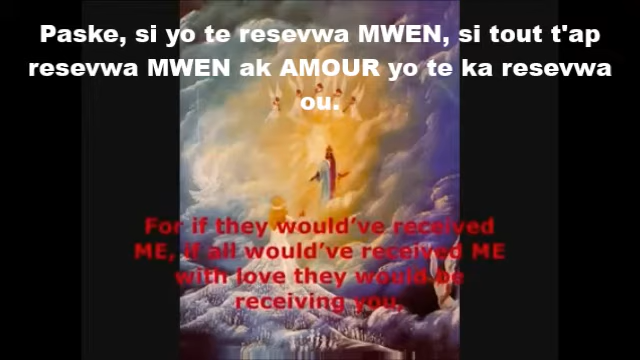 Paske, si yo te resevwa MWEN, si tout t'ap
resevwa MWEN ak AMOUR yo te ka resevwa
ou.
For if they would've received
ME, if all would've received ME
with love they would be
receiving you,